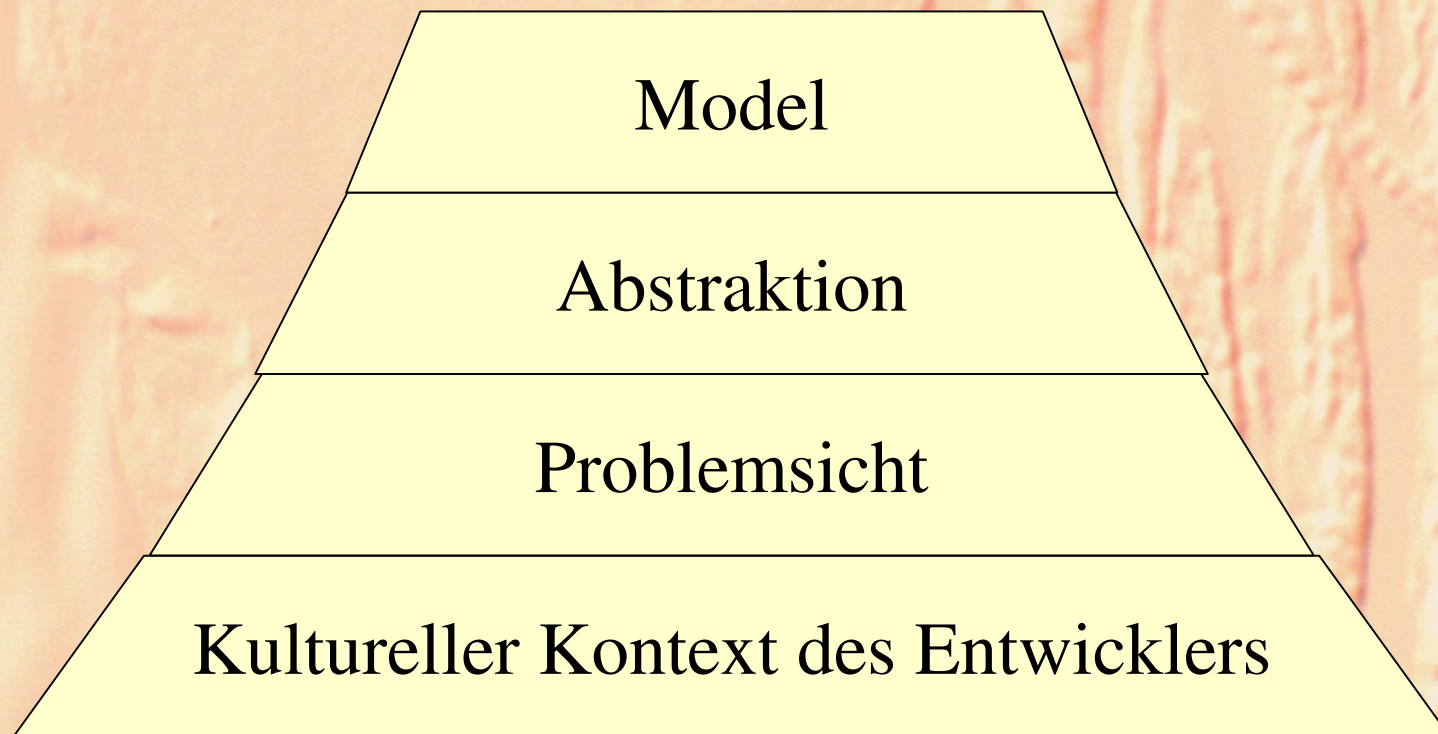 Model
Abstraktion
Problemsicht
Kultureller Kontext des Entwicklers